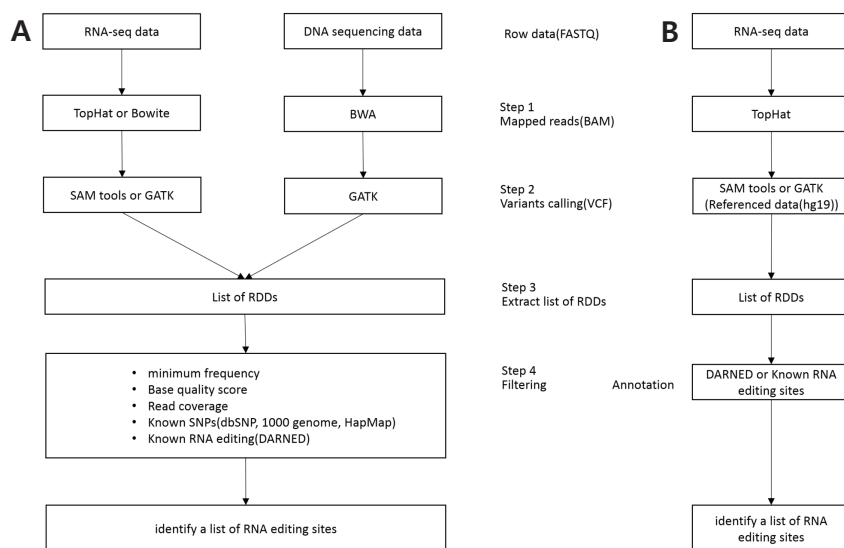 A
RNA-seq data
DNA sequencing data
Row data(FASTQ)
B
RNA-seq data
TopHat or Bowite
BWA
Step 1
Mapped reads(BAM)
TopHat
SAM tools or GATK
GATK
Step 2
Variants calling(VCF)
SAM tools or GATK
(Referenced data(hg19))
List of RDDs
Step 3
Extract list of RDDs
List of RDDs
• minimum frequency
• Base quality score
• Read coverage
• Known SNPs(dbSNP, 1000 genome, HapMap)
• Known RNA editing(DARNED)
Step 4
Filtering
Annotation
DARNED or Known RNA
editing sites
identify a list of RNA editing sites
identify a list of RNA
editing sites